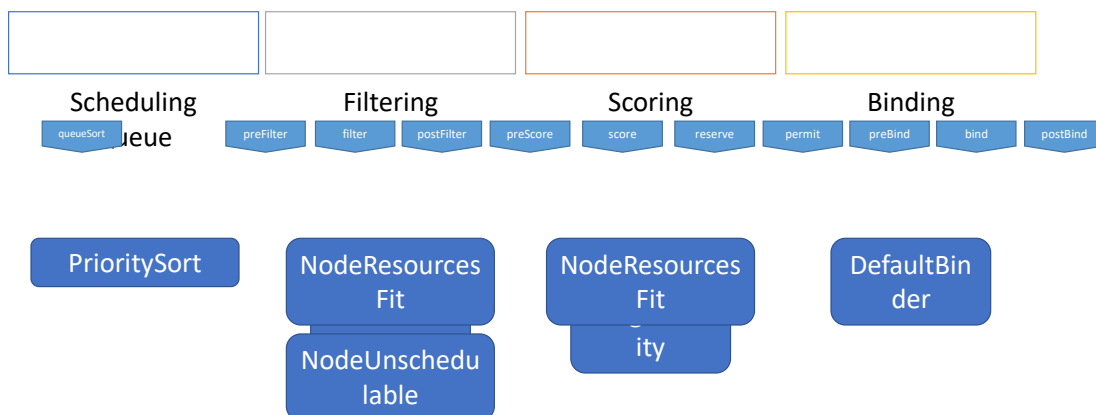 Scheduling
ueue
Filtering
Scoring
Binding
queueSort
preFilter
filter
postFilter
preScore
score
reserve
permit
preBind
bind
postBind
PrioritySort
NodeResources
Fit
NodeUnschedu
lable
NodeResources
Fit
ity
DefaultBin
der